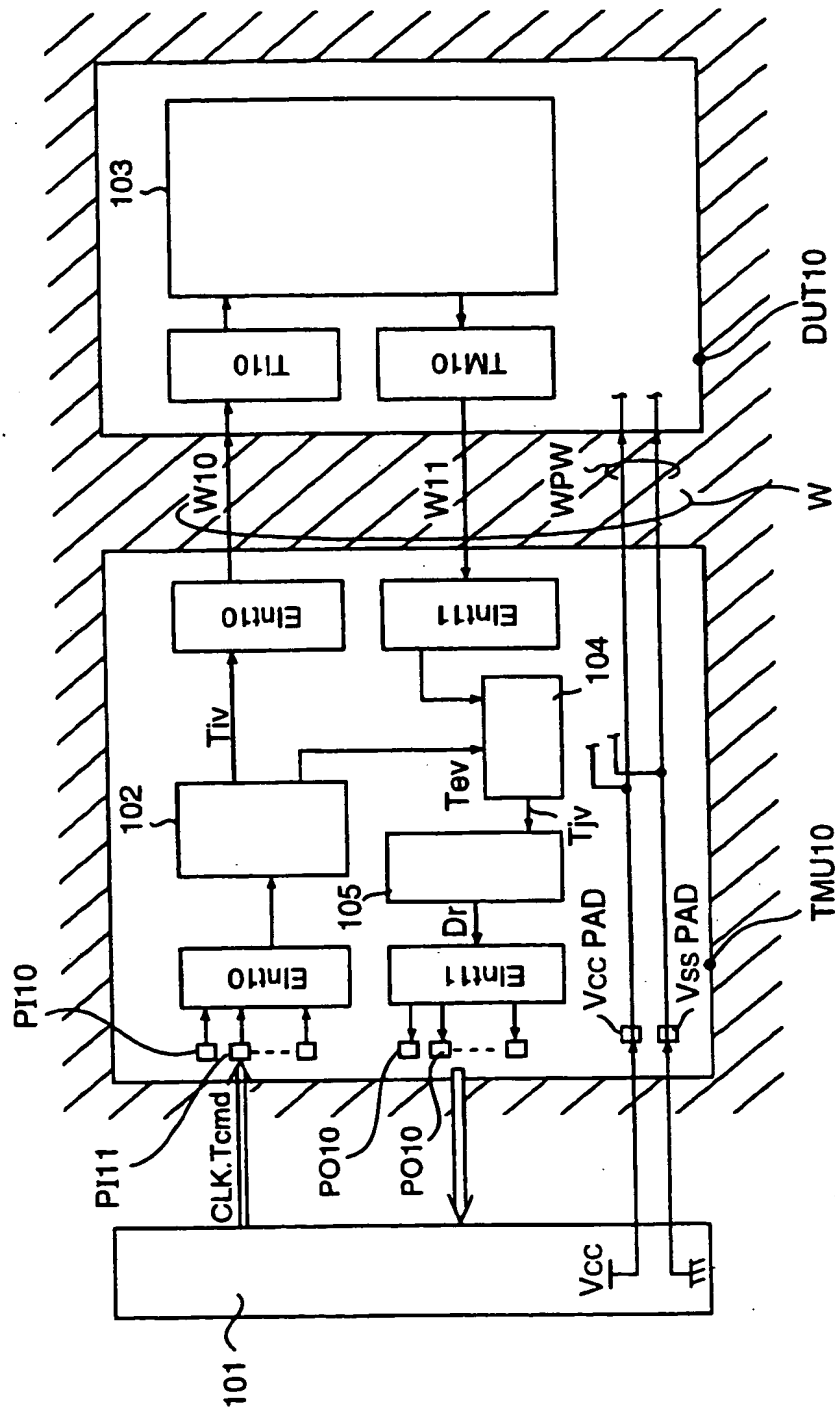 101
Vcc
CLK.Tcmd
PI11
PI10
PO10
PO10
EInt10
EInt11
Dr
Vcc PAD
Vss PAD
TMU10
102
105
Tiv
Tev
Tjv
104
EInt10
EInt11
W10
W11
WPW
W
Ti10
TM10
103
DUT10